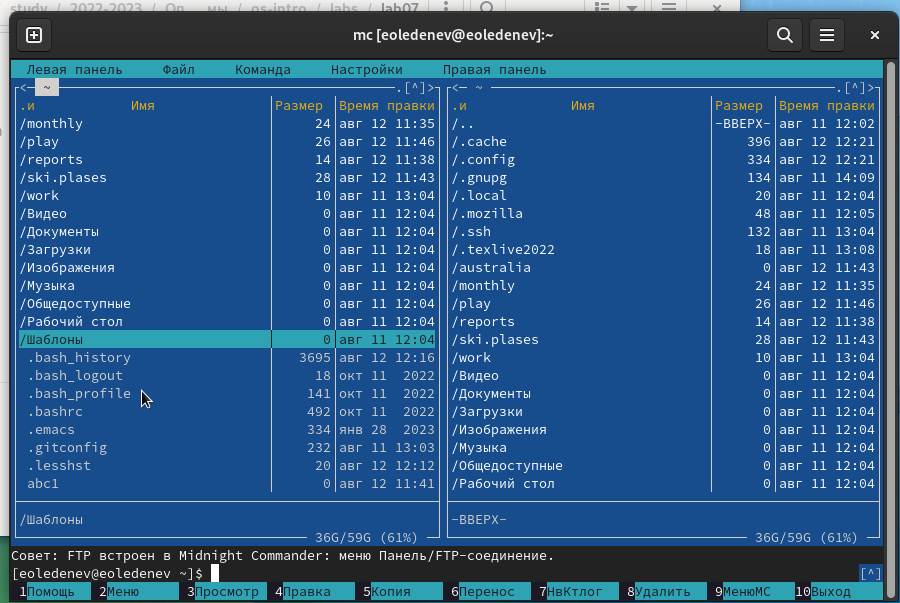 study / 2022-2023 / Оп… …мы / os-intro / labs / lab07
mc [eoledenev@eoledenev]:~
Левая панель Файл Команда Настройки Правая панель
<— ~ .[^]> <— ~ .[^]>
.и Имя Размер Время правки .и Имя Размер Время правки
/monthly 24 авг 12 11:35 /.. -ВВЕРХ- авг 11 12:02
/play 26 авг 12 11:46 /.cache 396 авг 12 12:21
/reports 14 авг 12 11:38 /.config 334 авг 12 12:21
/ski.plases 28 авг 12 11:43 /.gnupg 134 авг 11 14:09
/work 10 авг 11 13:04 /.local 20 авг 11 12:04
/Видео 0 авг 11 12:04 /.mozilla 48 авг 11 12:05
/Документы 0 авг 11 12:04 /.ssh 132 авг 11 13:04
/Загрузки 0 авг 11 12:04 /.texlive2022 18 авг 11 13:08
/Изображения 0 авг 11 12:04 /australia 0 авг 12 11:43
/Музыка 0 авг 11 12:04 /monthly 24 авг 12 11:35
/Общедоступные 0 авг 11 12:04 /play 26 авг 12 11:46
/Рабочий стол 0 авг 11 12:04 /reports 14 авг 12 11:38
/Шаблоны 0 авг 11 12:04 /ski.plases 28 авг 12 11:43
.bash_history 3695 авг 12 12:16 /work 10 авг 11 13:04
.bash_logout 18 окт 11 2022 /Видео 0 авг 11 12:04
.bash_profile 141 окт 11 2022 /Документы 0 авг 11 12:04
.bashrc 492 окт 11 2022 /Загрузки 0 авг 11 12:04
.emacs 334 янв 28 2023 /Изображения 0 авг 11 12:04
.gitconfig 232 авг 11 13:03 /Музыка 0 авг 11 12:04
.lesshst 20 авг 12 12:12 /Общедоступные 0 авг 11 12:04
abc1 0 авг 12 11:41 /Рабочий стол 0 авг 11 12:04
/Шаблоны -ВВЕРХ-
36G/59G (61%) 36G/59G (61%)
Совет: FTP встроен в Midnight Commander: меню Панель/FTP-соединение.
[eoledenev@eoledenev ~]$ [^]
1Помощь 2Меню 3Просмотр 4Правка 5Копия 6Перенос 7НвКтлог 8Удалить 9МенюМС 10Выход